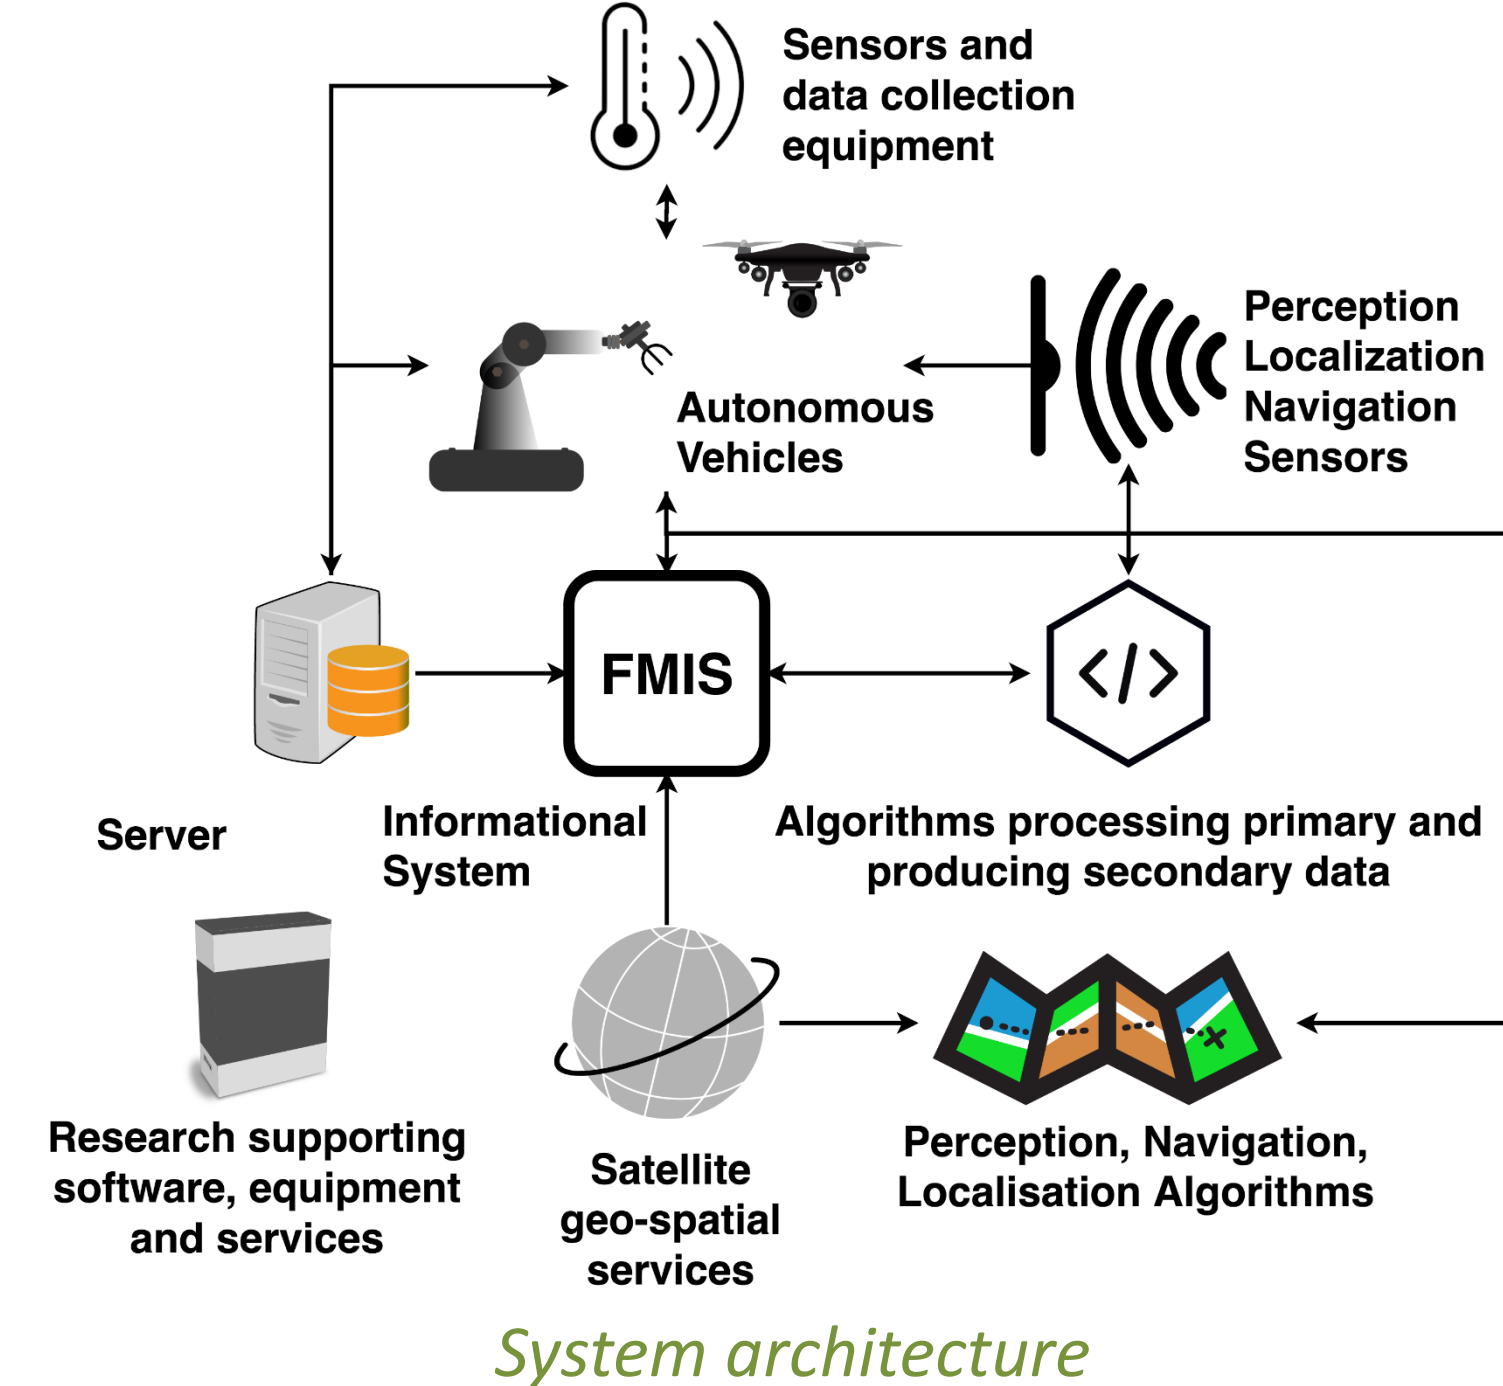 Sensors and
data collection
equipment
Perception
Localization
Navigation
Sensors
Autonomous
Vehicles
FMIS
</>
Server
Informational
System
Algorithms processing primary and
producing secondary data
Research supporting
software, equipment
and services
Satellite
geo-spatial
services
Perception, Navigation,
Localisation Algorithms
System architecture